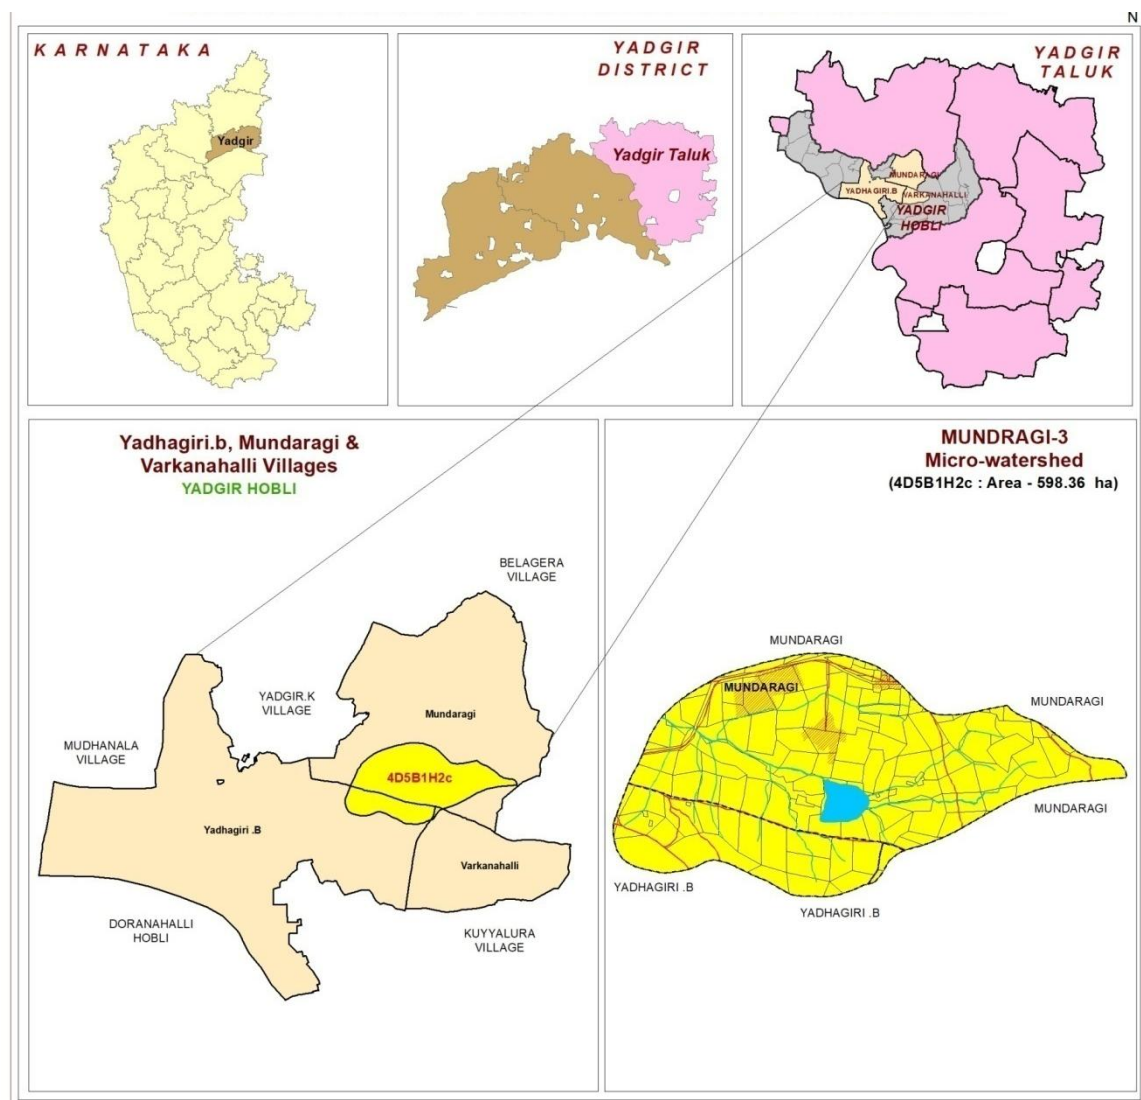 N
KARNATAKA
Yadgir
YADGIR
DISTRICT
Yadgir Taluk
YADGIR
TALUK
MUNDARAGI
YADHAGIRI.B
VARKANAHALLI
YADGIR
HOBLI
Yadhagiri.b, Mundaragi &
Varkanahalli Villages
YADGIR HOBLI
BELAGERA
VILLAGE
YADGIR.K
VILLAGE
Mundaragi
MUDHANALA
VILLAGE
4D5B1H2c
Yadhagiri .B
Varkanahalli
DORANAHALLI
HOBLI
KUYYALURA
VILLAGE
MUNDRAGI-3
Micro-watershed
(4D5B1H2c : Area - 598.36 ha)
MUNDARAGI
MUNDARAGI
MUNDARAGI
MUNDARAGI
YADHAGIRI .B
YADHAGIRI .B